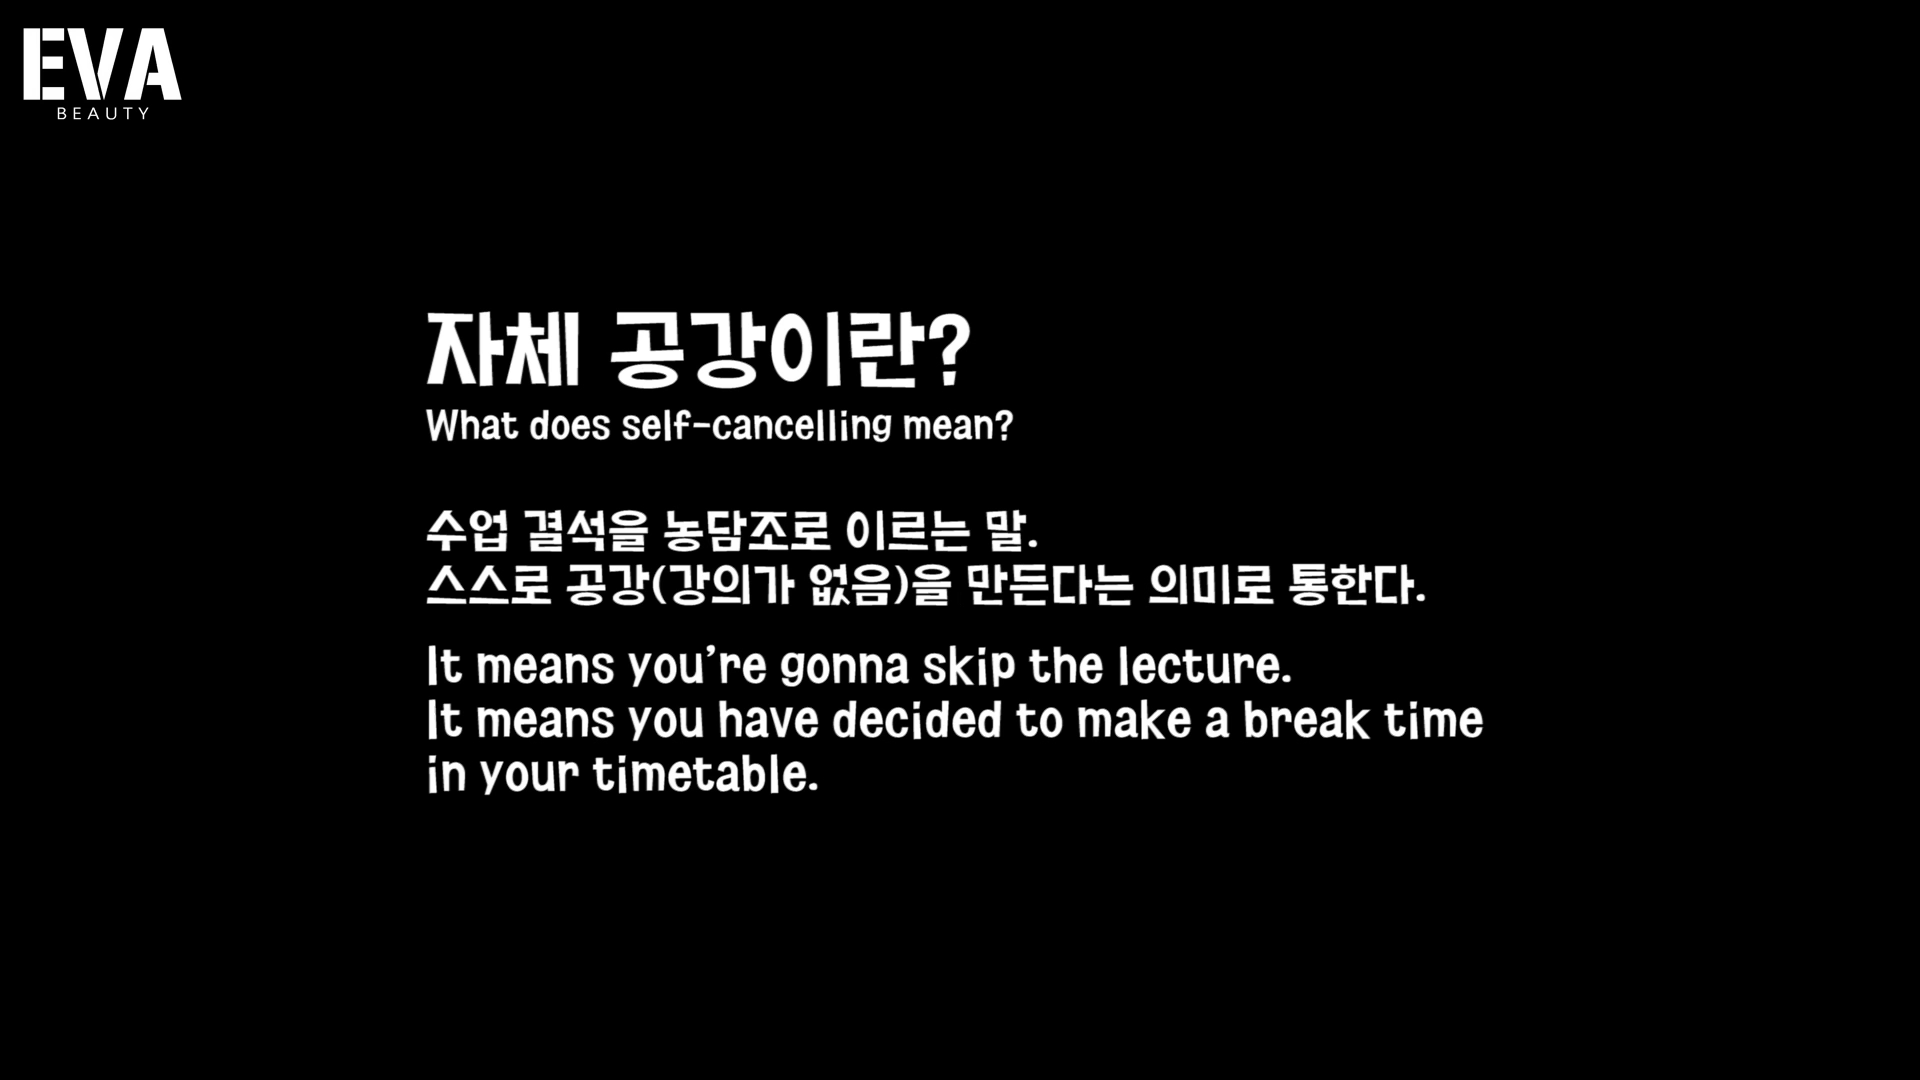 EVA
BEAUTY
자체 공강이란?
What does self-cancelling mean?
수업 결석을 농담조로 이르는 말.
스스로 공강(강의가 없음)을 만든다는 의미로 통한다.
It means you're gonna skip the lecture.
It means you have decided to make a break time
in your timetable.